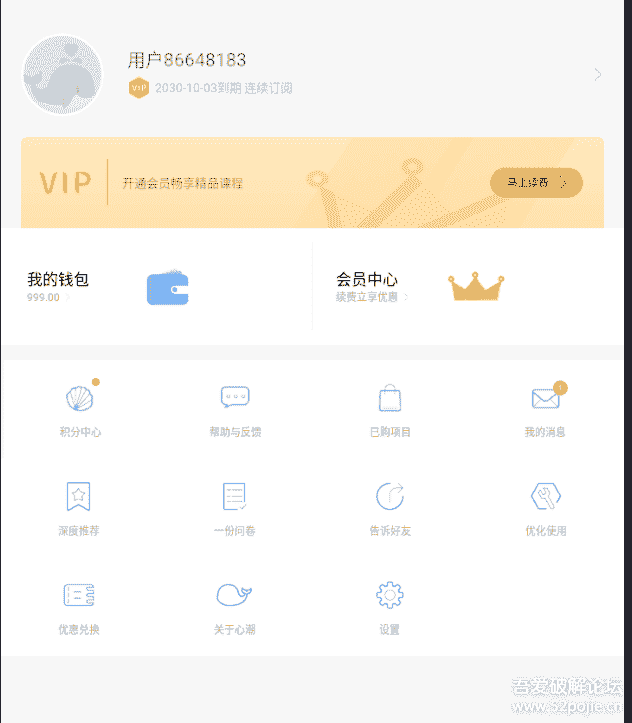 用户86648183
VIP 2030-10-03到期 连续订阅
VIP 开通会员畅享精品课程 马上续费
我的钱包
999.00
会员中心
续费立享优惠
积分中心 帮助与反馈 已购项目 我的消息
深度推荐 一份问卷 告诉好友 优化使用
优惠兑换 关于心潮 设置
吾爱破解论坛
www.52pojie.cn